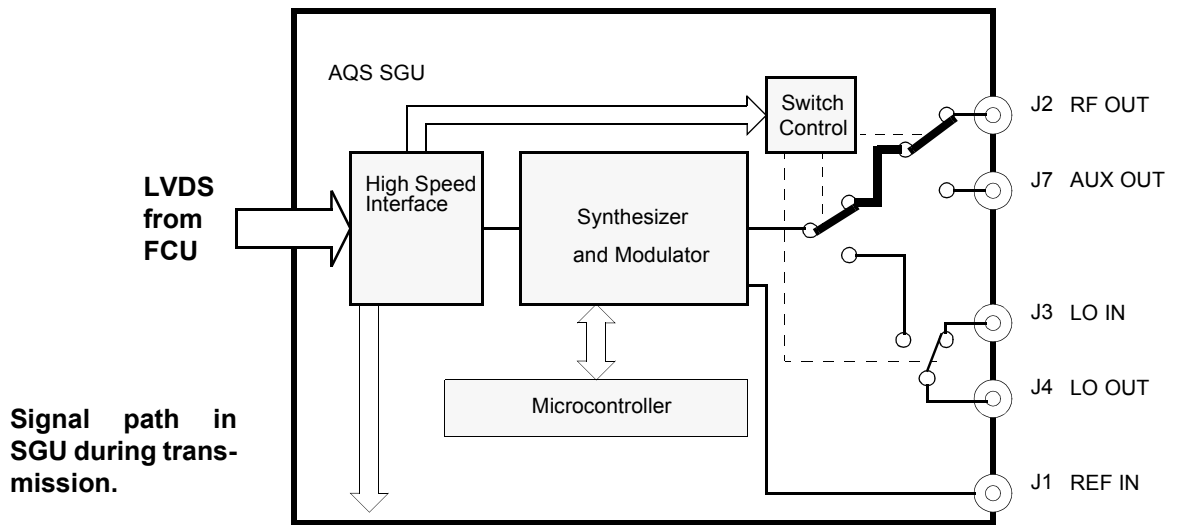 AQS SGU
Switch
Control
J2 RF OUT
High Speed
Interface
LVDS
from
FCU
Synthesizer
and Modulator
J7 AUX OUT
J3 LO IN
J4 LO OUT
Microcontroller
Signal path in
SGU during trans-
mission.
J1 REF IN